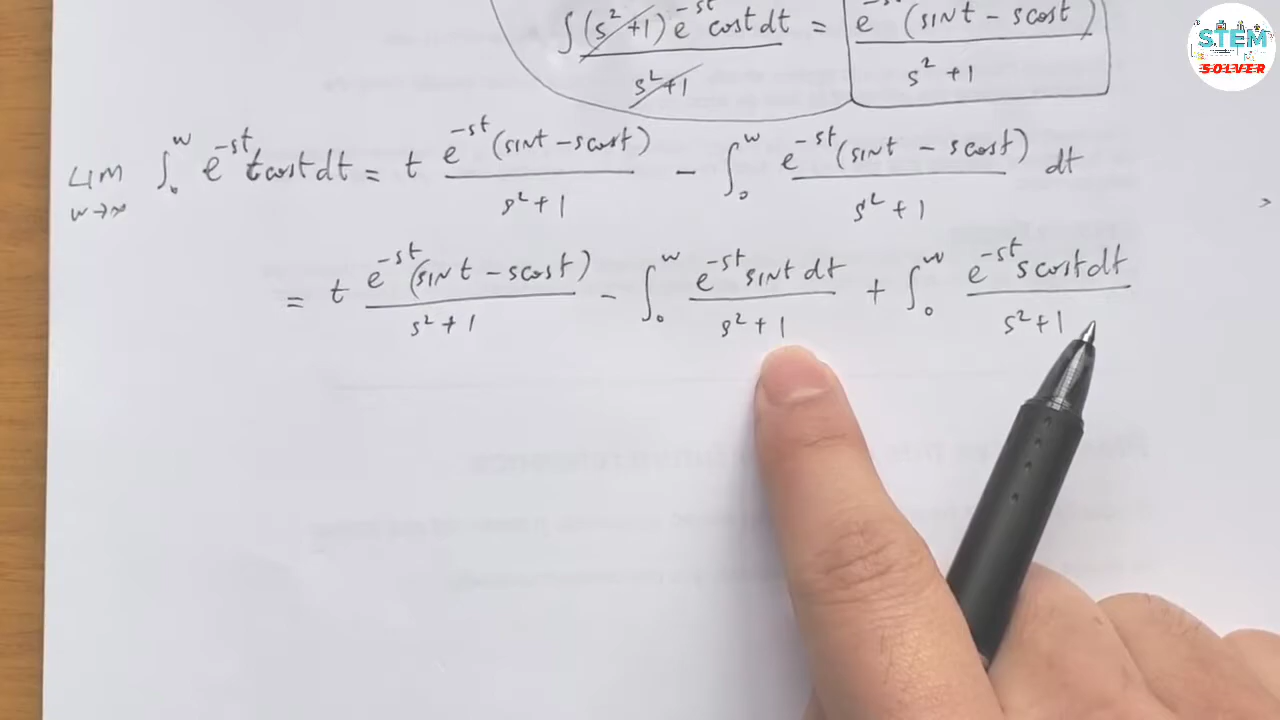 STEM
SOLVER
∫ (s² + 1) e^{-st} cost dt / s² + 1 = e^{-st} (sint - scost) / s² + 1
Lim w→∞ ∫₀^w e^{-st} t cost dt = t e^{-st} (sint - scost) / s² + 1 - ∫₀^w e^{-st} (sint - scost) / s² + 1 dt
= t e^{-st} (sint - scost) / s² + 1 - ∫₀^w e^{-st} sint dt / s² + 1 + ∫₀^w e^{-st} scost dt / s² + 1